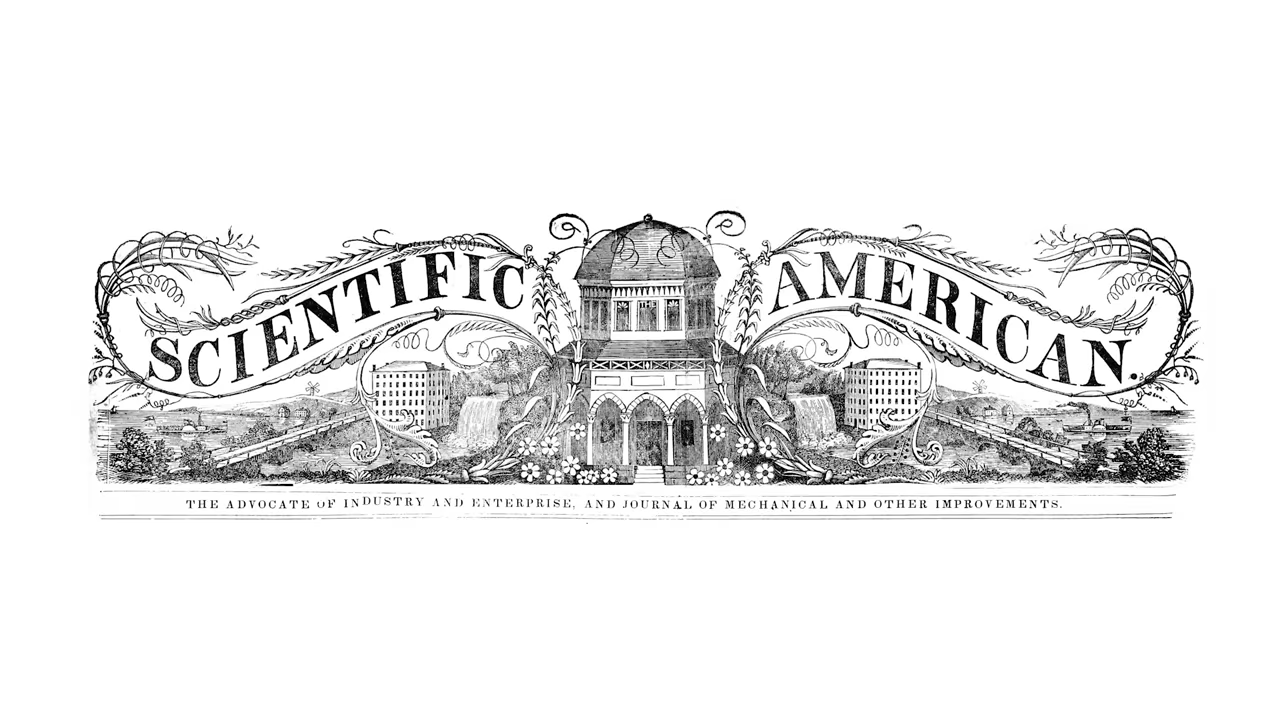 SCIENTIFIC AMERICAN.
THE ADVOCATE OF INDUSTRY AND ENTERPRISE, AND JOURNAL OF MECHANICAL AND OTHER IMPROVEMENTS.